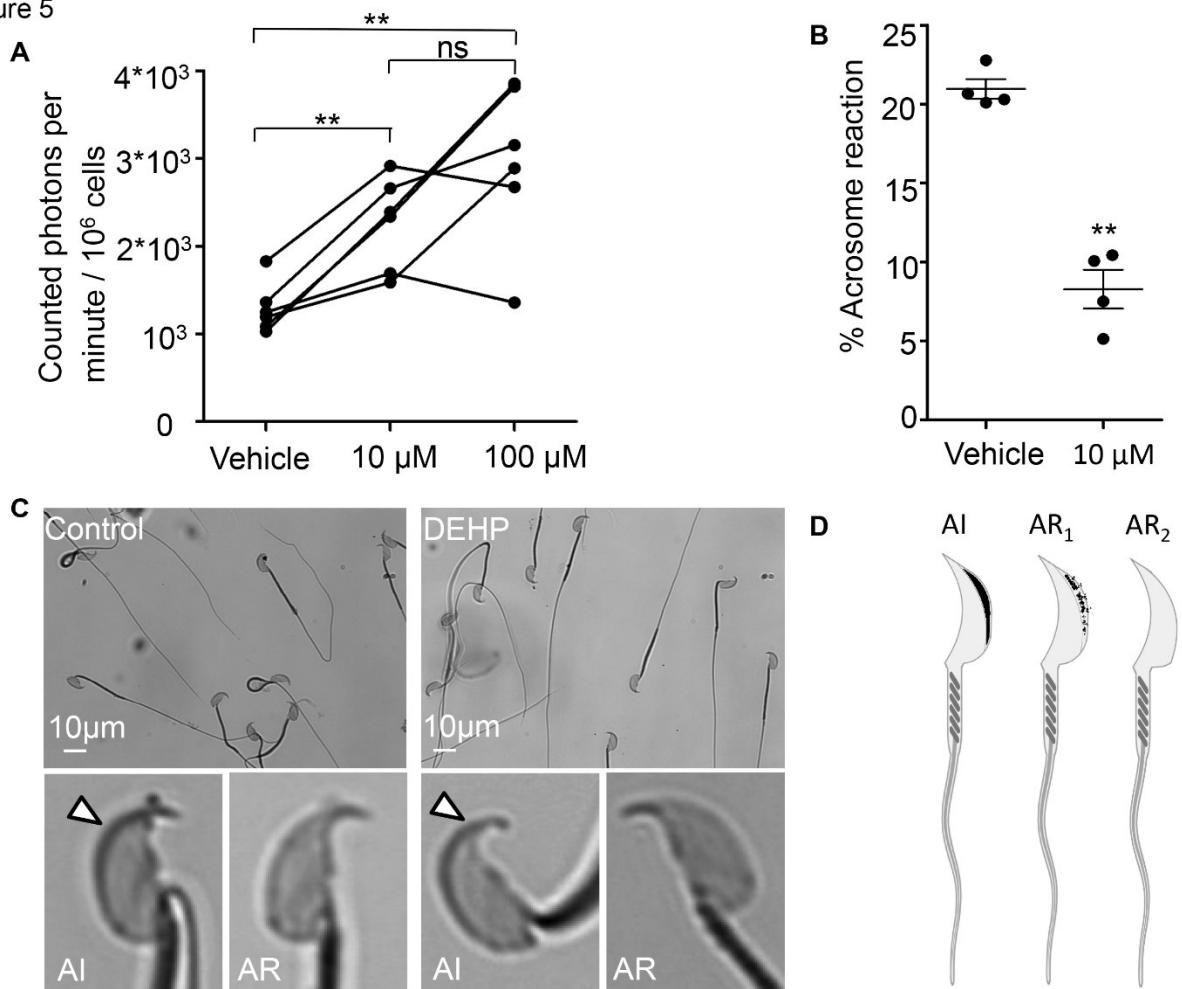 ure 5
A
**
ns
**
Counted photons per
minute / 10⁶ cells
4*10³
3*10³
2*10³
10³
0
Vehicle 10 µM 100 µM
B
% Acrosome reaction
25
20
15
10
5
0
**
Vehicle 10 µM
C
Control
10µm
DEHP
10µm
AI
AR
AI
AR
D
AI AR₁ AR₂